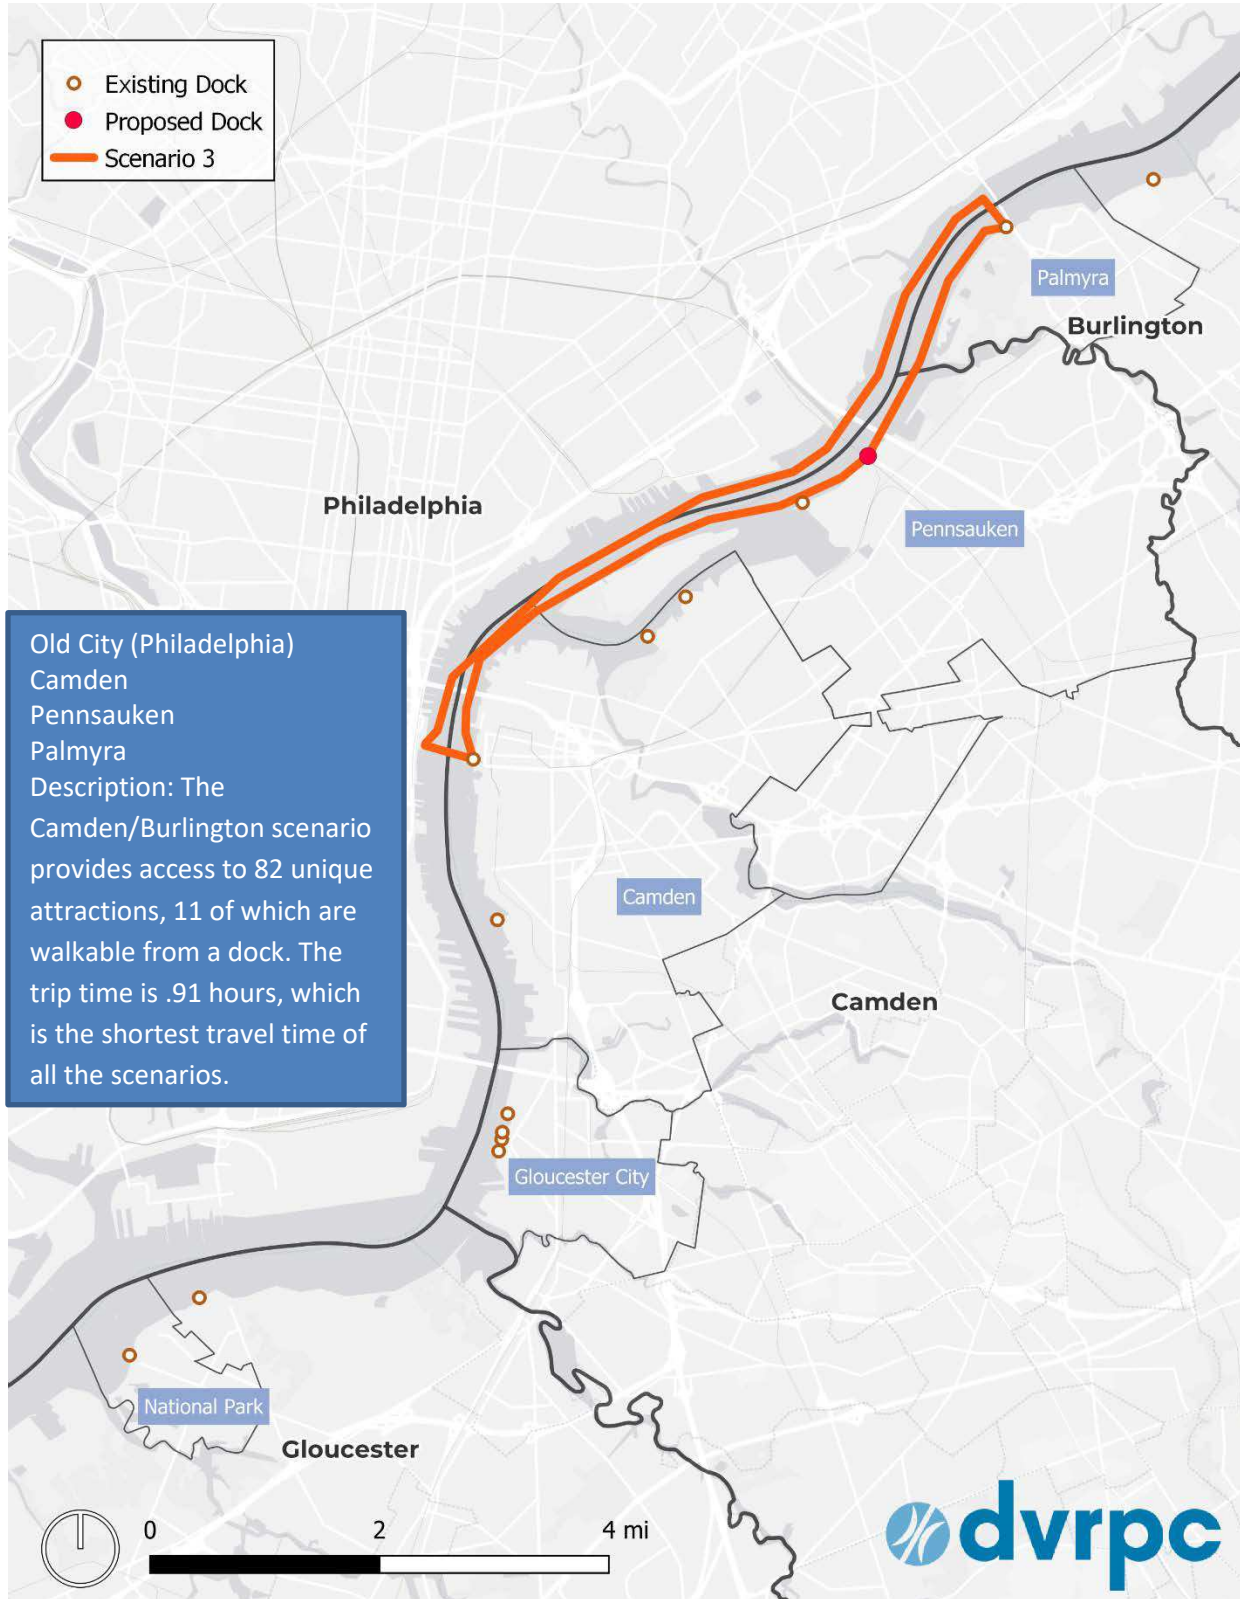 Existing Dock
Proposed Dock
Scenario 3
Palmyra
Burlington
Philadelphia
Pennsauken
Old City (Philadelphia)
Camden
Pennsauken
Palmyra
Description: The
Camden/Burlington scenario
provides access to 82 unique
attractions, 11 of which are
walkable from a dock. The
trip time is .91 hours, which
is the shortest travel time of
all the scenarios.
Camden
Camden
Gloucester City
National Park
Gloucester
0 2 4 mi
dvrpc